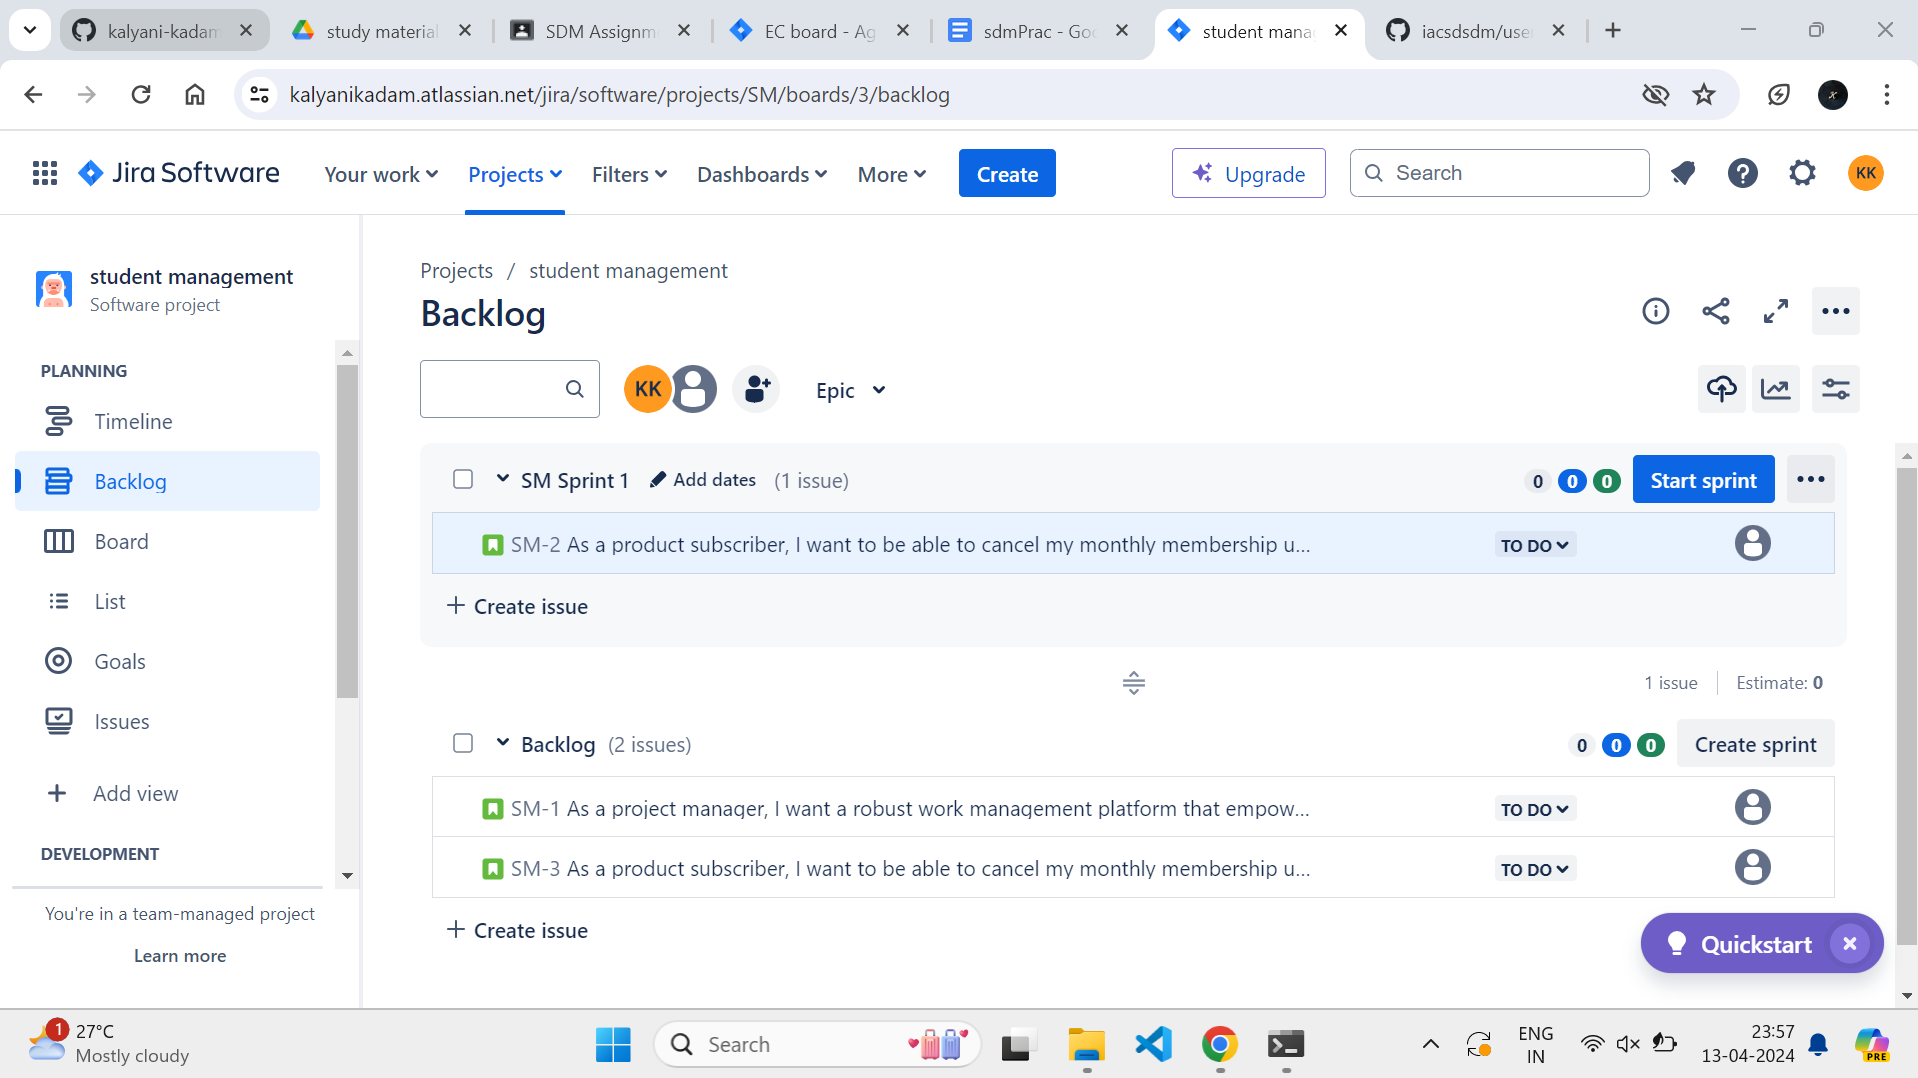 kalyani-kadam
study material
SDM Assignm
EC board - Ag
sdmPrac - Goo
student mana
iacsdsdm/use
kalyanikadam.atlassian.net/jira/software/projects/SM/boards/3/backlog
Jira Software
Your work
Projects
Filters
Dashboards
More
Create
Upgrade
Search
KK
student management
Software project
PLANNING
Timeline
Backlog
Board
List
Goals
Issues
Add view
DEVELOPMENT
You're in a team-managed project
Learn more
Projects / student management
Backlog
KK
Epic
SM Sprint 1 Add dates (1 issue)
0 0 0 Start sprint
SM-2 As a product subscriber, I want to be able to cancel my monthly membership u... TO DO
+ Create issue
1 issue Estimate: 0
Backlog (2 issues)
0 0 0 Create sprint
SM-1 As a project manager, I want a robust work management platform that empow... TO DO
SM-3 As a product subscriber, I want to be able to cancel my monthly membership u... TO DO
+ Create issue
Quickstart
1
27°C
Mostly cloudy
Search
ENG
IN
23:57
13-04-2024
PRE